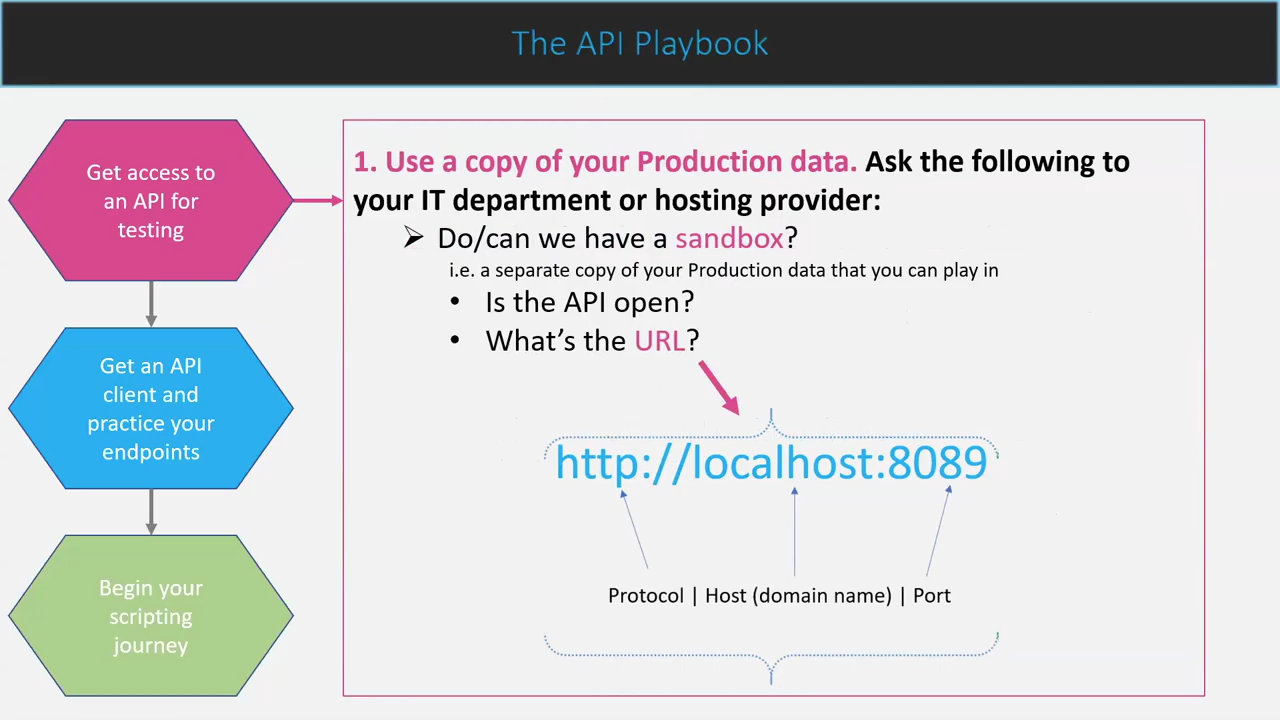 The API Playbook
Get access to
an API for
testing
Get an API
client and
practice your
endpoints
Begin your
scripting
journey
1. Use a copy of your Production data. Ask the following to
your IT department or hosting provider:
➢ Do/can we have a sandbox?
i.e. a separate copy of your Production data that you can play in
• Is the API open?
• What’s the URL?
http://localhost:8089
Protocol | Host (domain name) | Port